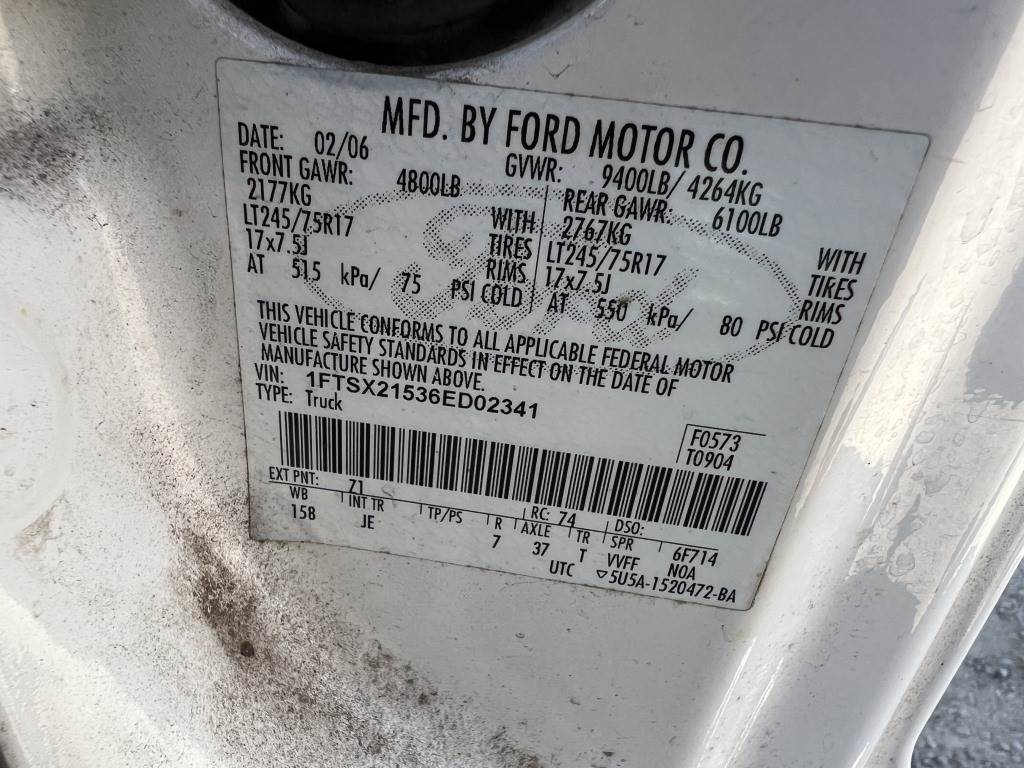 MFD. BY FORD MOTOR CO.
DATE: 02/06 GVWR: 9400LB/ 4264KG
FRONT GAWR: 4800LB REAR GAWR: 6100LB
2177KG WITH 2767KG WITH
LT245/75R17 TIRES LT245/75R17 TIRES
17x7.5J RIMS 17x7.5J RIMS
AT 515 kPa/ 75 PSI COLD AT 550 kPa/ 80 PSI COLD
THIS VEHICLE CONFORMS TO ALL APPLICABLE FEDERAL MOTOR
VEHICLE SAFETY STANDARDS IN EFFECT ON THE DATE OF
MANUFACTURE SHOWN ABOVE.
VIN: 1FTSX21536ED02341
TYPE: Truck
F0573
T0904
EXT PNT: Z1 RC: 74 DSO:
WB INT TR TP/PS R AXLE TR SPR 6F714
158 JE 7 37 T VVFF NOA
UTC ▽5U5A-1520472-BA
Ford